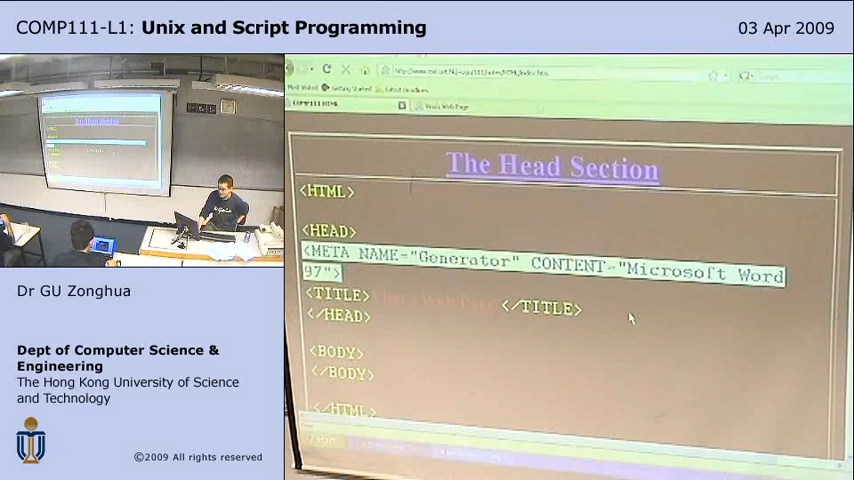 COMP111-L1: Unix and Script Programming
03 Apr 2009
The Head Section
<HTML>
<HEAD>
<META NAME="Generator" CONTENT="Microsoft Word
97">
<TITLE> Web Page </TITLE>
</HEAD>
<BODY>
</BODY>
</HTML>
Dr GU Zonghua
Dept of Computer Science &
Engineering
The Hong Kong University of Science
and Technology
©2009 All rights reserved